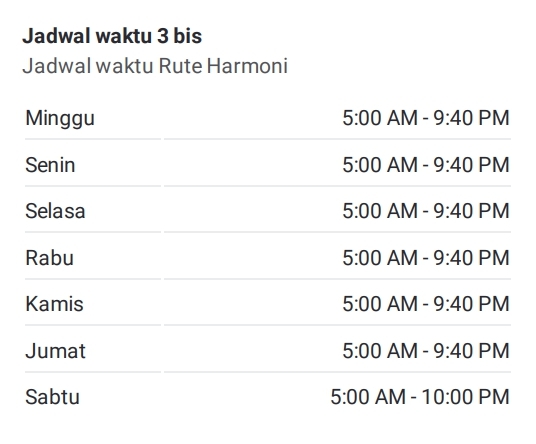 Jadwal waktu 3 bis
Jadwal waktu Rute Harmoni
Minggu 5:00 AM - 9:40 PM
Senin 5:00 AM - 9:40 PM
Selasa 5:00 AM - 9:40 PM
Rabu 5:00 AM - 9:40 PM
Kamis 5:00 AM - 9:40 PM
Jumat 5:00 AM - 9:40 PM
Sabtu 5:00 AM - 10:00 PM